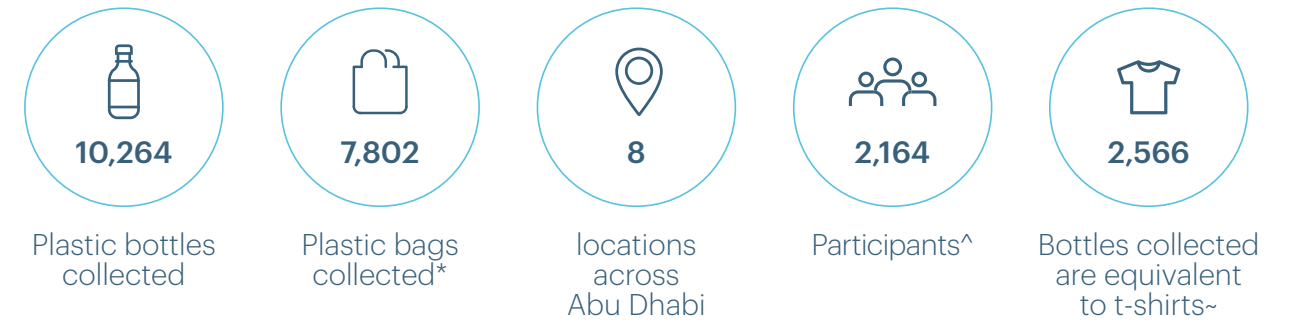 10,264
Plastic bottles
collected
7,802
Plastic bags
collected*
8
locations
across
Abu Dhabi
2,164
Participants^
2,566
Bottles collected
are equivalent
to t-shirts~